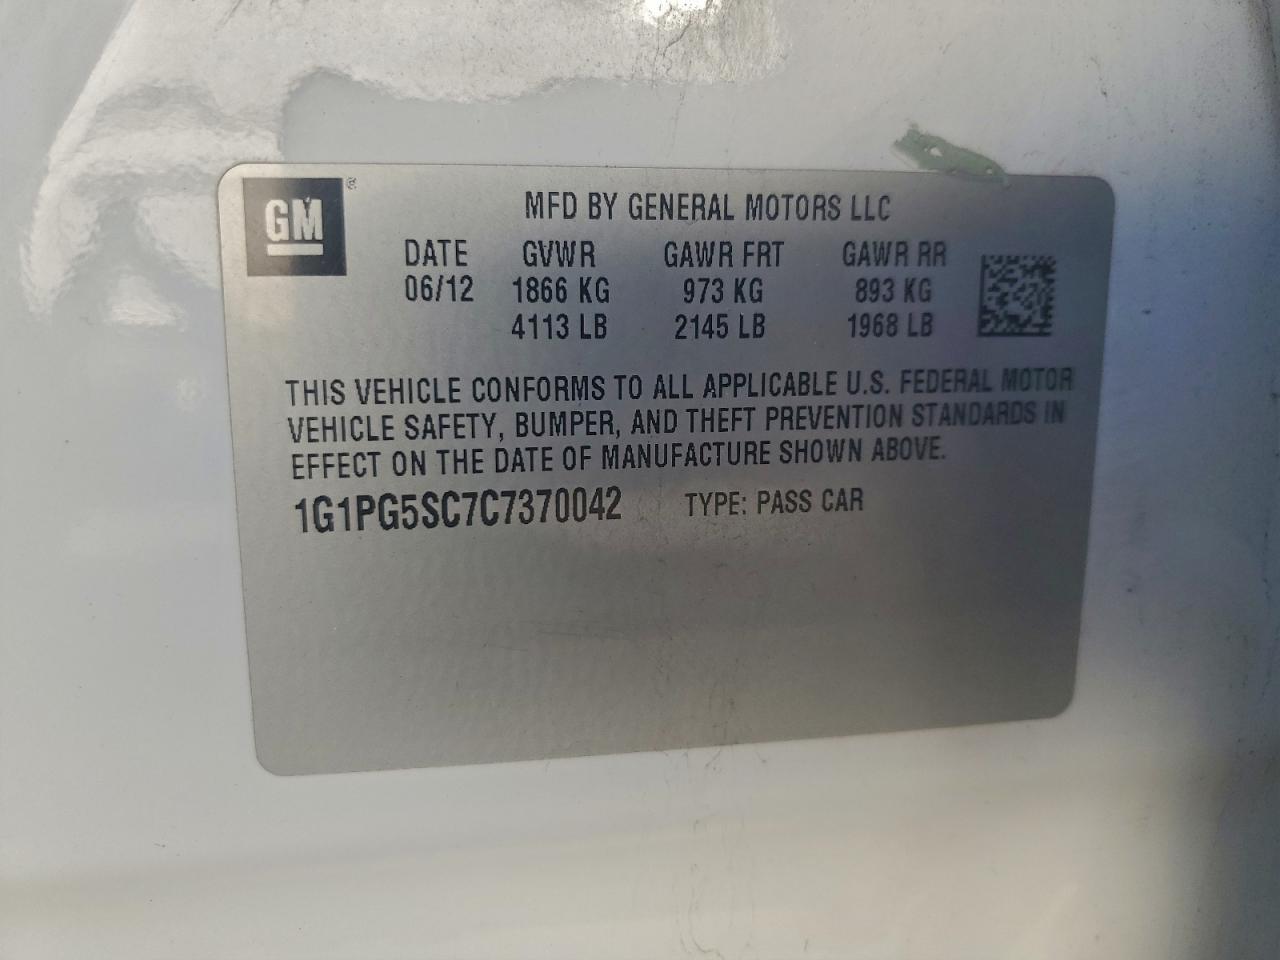 GM®
MFD BY GENERAL MOTORS LLC
DATE GVWR GAWR FRT GAWR RR
06/12 1866 KG 973 KG 893 KG
4113 LB 2145 LB 1968 LB
THIS VEHICLE CONFORMS TO ALL APPLICABLE U.S. FEDERAL MOTOR
VEHICLE SAFETY, BUMPER, AND THEFT PREVENTION STANDARDS IN
EFFECT ON THE DATE OF MANUFACTURE SHOWN ABOVE.
1G1PG5SC7C7370042 TYPE: PASS CAR